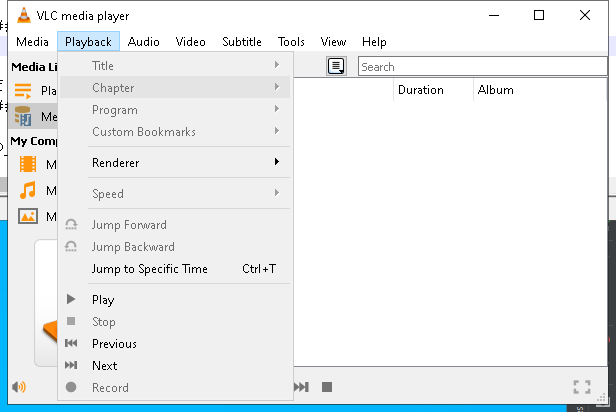 VLC media player
Media Playback Audio Video Subtitle Tools View Help
Media Li
Search
Pla
Me
Duration Album
My Comp
M
M
M
Title
Chapter
Program
Custom Bookmarks
Renderer
Speed
Jump Forward
Jump Backward
Jump to Specific Time Ctrl+T
Play
Stop
Previous
Next
Record